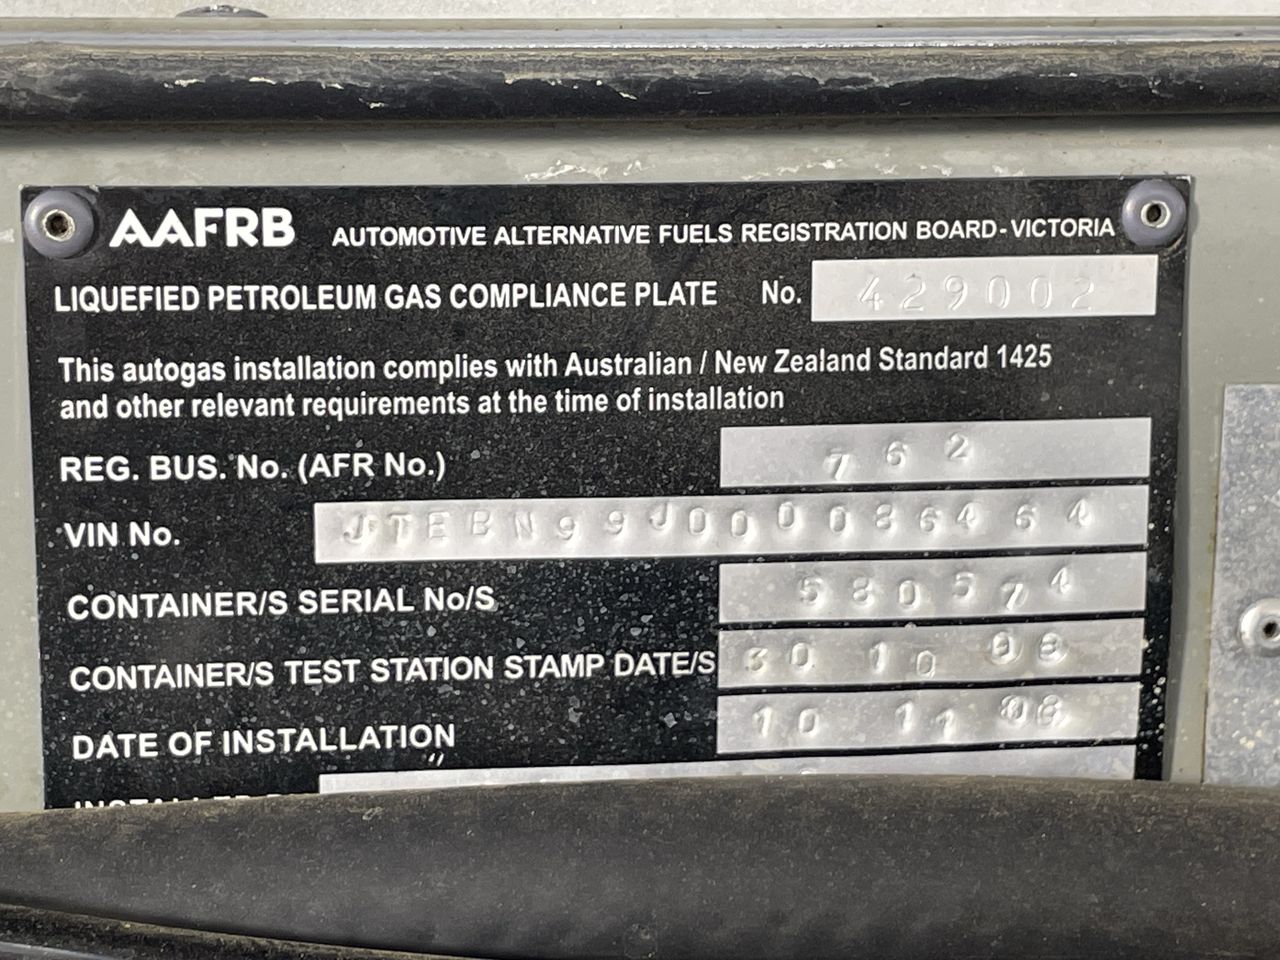 AAFRB AUTOMOTIVE ALTERNATIVE FUELS REGISTRATION BOARD-VICTORIA
LIQUEFIED PETROLEUM GAS COMPLIANCE PLATE No. 429002
This autogas installation complies with Australian / New Zealand Standard 1425
and other relevant requirements at the time of installation
REG. BUS. No. (AFR No.) 762
VIN No. JTEBN99J000086464
CONTAINER/S SERIAL No/S 580574
CONTAINER/S TEST STATION STAMP DATE/S 30 10 98
DATE OF INSTALLATION 10 11